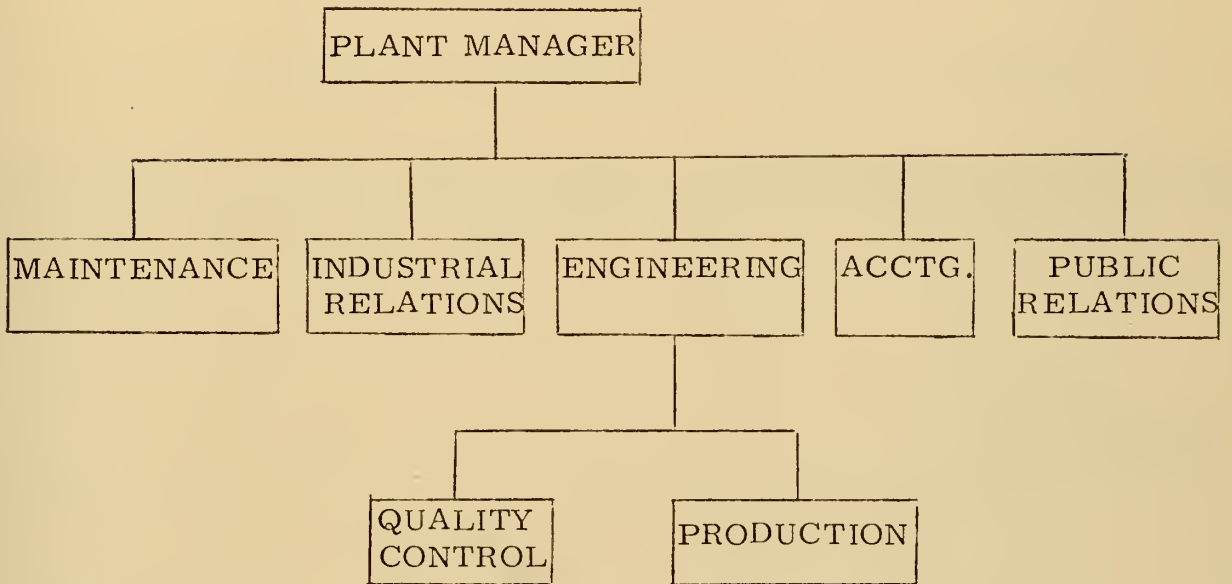 PLANT MANAGER
MAINTENANCE
INDUSTRIAL
RELATIONS
ENGINEERING
ACCTG.
PUBLIC
RELATIONS
QUALITY
CONTROL
PRODUCTION